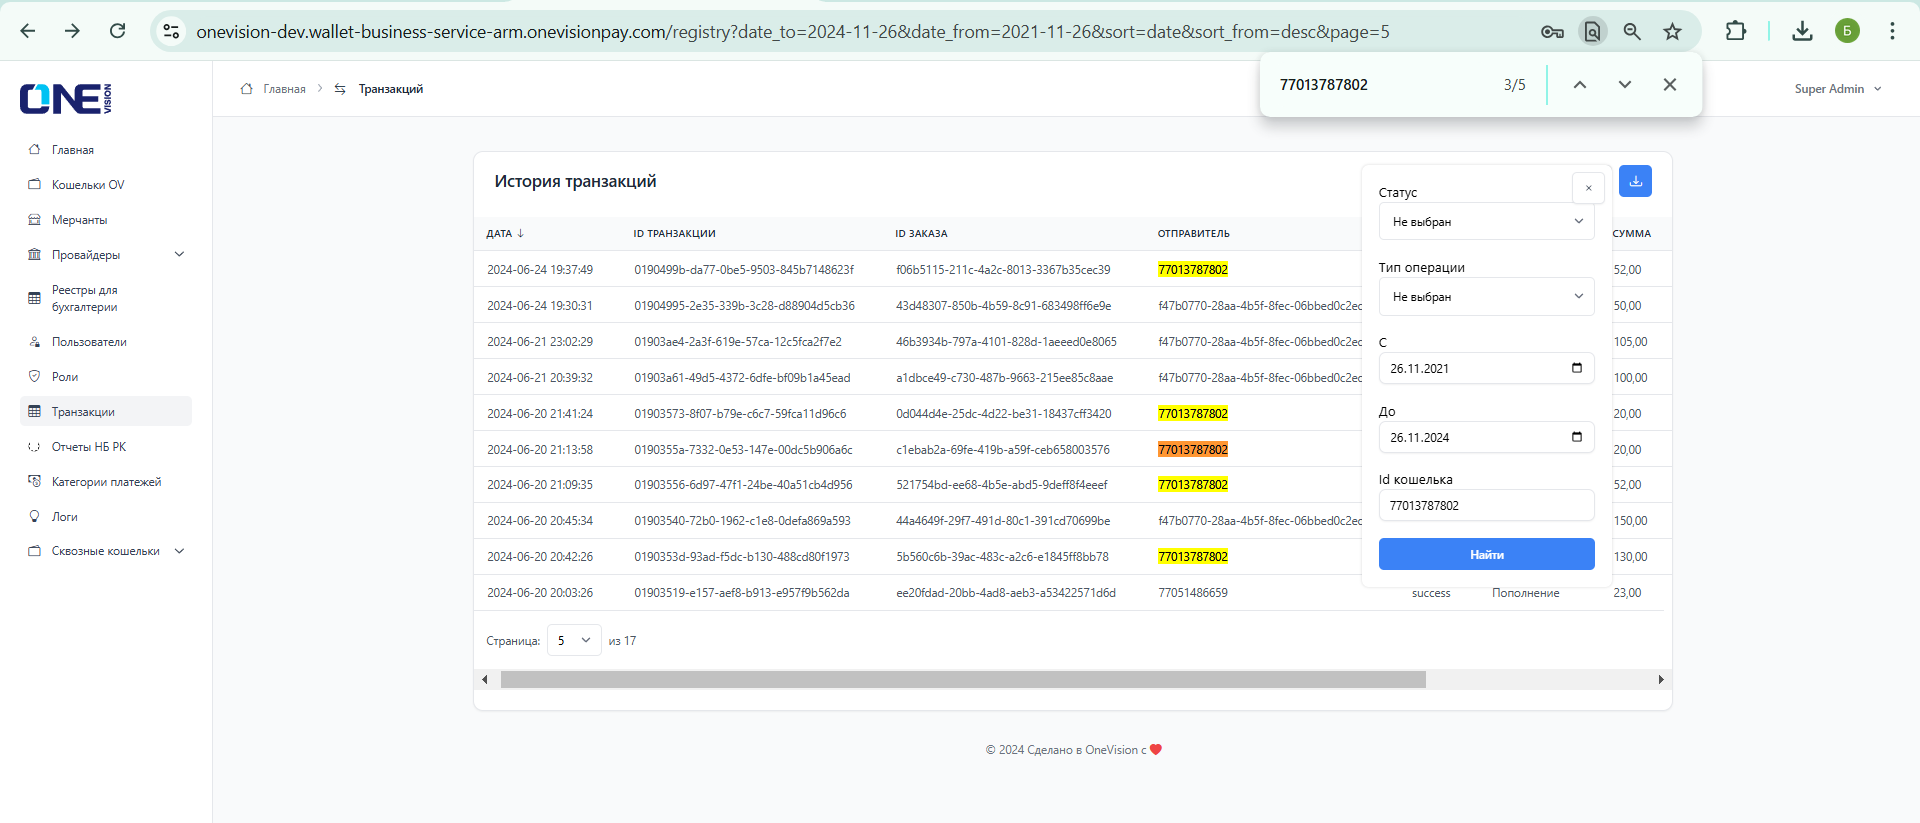 onevision-dev.wallet-business-service-arm.onevisionpay.com/registry?date_to=2024-11-26&date_from=2021-11-26&sort=date&sort_from=desc&page=5
Б
77013787802 3/5
ONE VISION
Главная
Транзакций
Super Admin
Главная
Кошельки OV
Мерчанты
Провайдеры
Реестры для
бухгалтерии
Пользователи
Роли
Транзакции
Отчеты НБ РК
Категории платежей
Логи
Сквозные кошельки
История транзакций
ДАТА ↓ ID ТРАНЗАКЦИИ ID ЗАКАЗА ОТПРАВИТЕЛЬ СУММА
2024-06-24 19:37:49 0190499b-da77-0be5-9503-845b7148623f f06b5115-211c-4a2c-8013-3367b35cec39 77013787802 52,00
2024-06-24 19:30:31 01904995-2e35-339b-3c28-d88904d5cb36 43d48307-850b-4b59-8c91-683498ff6e9e f47b0770-28aa-4b5f-8fec-06bbed0c2ec 50,00
2024-06-21 23:02:29 01903ae4-2a3f-619e-57ca-12c5fca2f7e2 46b3934b-797a-4101-828d-1aeeed0e8065 f47b0770-28aa-4b5f-8fec-06bbed0c2ec 105,00
2024-06-21 20:39:32 01903a61-49d5-4372-6dfe-bf09b1a45ead a1dbce49-c730-487b-9663-215ee85c8aae f47b0770-28aa-4b5f-8fec-06bbed0c2ec 100,00
2024-06-20 21:41:24 01903573-8f07-b79e-c6c7-59fca11d96c6 0d044d4e-25dc-4d22-be31-18437cff3420 77013787802 20,00
2024-06-20 21:13:58 0190355a-7332-0e53-147e-00dc5b906a6c c1ebab2a-69fe-419b-a59f-ceb658003576 77013787802 20,00
2024-06-20 21:09:35 01903556-6d97-47f1-24be-40a51cb4d956 521754bd-ee68-4b5e-abd5-9deff8f4eeef 77013787802 52,00
2024-06-20 20:45:34 01903540-72b0-1962-c1e8-0defa869a593 44a4649f-29f7-491d-80c1-391cd70699be f47b0770-28aa-4b5f-8fec-06bbed0c2ec 150,00
2024-06-20 20:42:26 0190353d-93ad-f5dc-b130-488cd80f1973 5b560c6b-39ac-483c-a2c6-e1845ff8bb78 77013787802 130,00
2024-06-20 20:03:26 01903519-e157-aef8-b913-e957f9b562da ee20fdad-20bb-4ad8-aeb3-a53422571d6d 77051486659 success Пополнение 23,00
Статус
Не выбран
Тип операции
Не выбран
С
26.11.2021
До
26.11.2024
Id кошелька
77013787802
Найти
Страница: 5 из 17
© 2024 Сделано в OneVision с